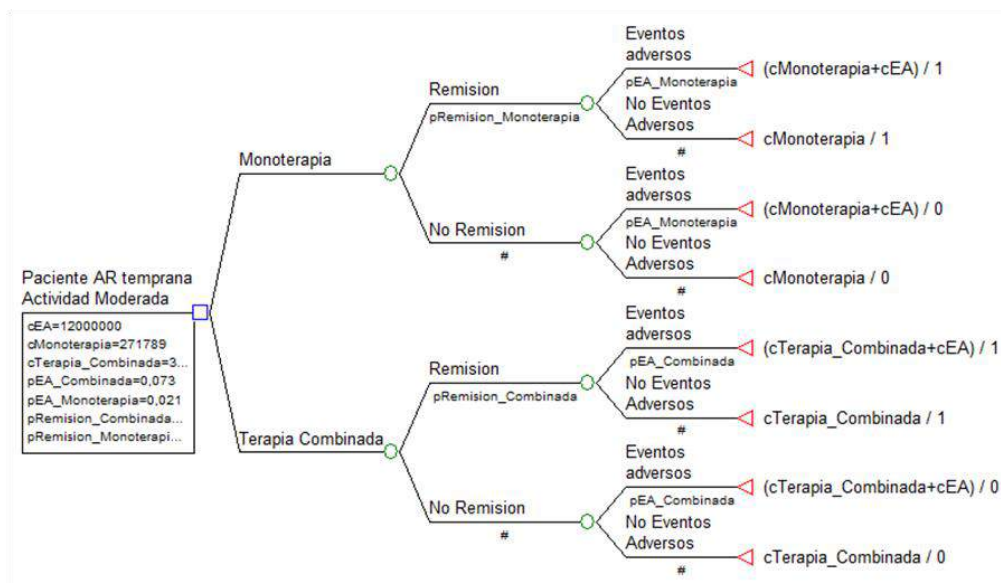 Eventos
adversos
(cMonoterapia+cEA) / 1
pEA_Monoterapia
Remision
pRemision_Monoterapia
No Eventos
Adversos
cMonoterapia / 1
#
Monoterapia
Eventos
adversos
(cMonoterapia+cEA) / 0
pEA_Monoterapia
No Remision
#
No Eventos
Adversos
cMonoterapia / 0
#
Paciente AR temprana
Actividad Moderada
cEA=12000000
cMonoterapia=271789
cTerapia_Combinada=3...
pEA_Combinada=0,073
pEA_Monoterapia=0,021
pRemision_Combinada...
pRemision_Monoterapi...
Eventos
adversos
(cTerapia_Combinada+cEA) / 1
pEA_Combinada
Remision
pRemision_Combinada
No Eventos
Adversos
cTerapia_Combinada / 1
#
Terapia Combinada
Eventos
adversos
(cTerapia_Combinada+cEA) / 0
pEA_Combinada
No Remision
#
No Eventos
Adversos
cTerapia_Combinada / 0
#